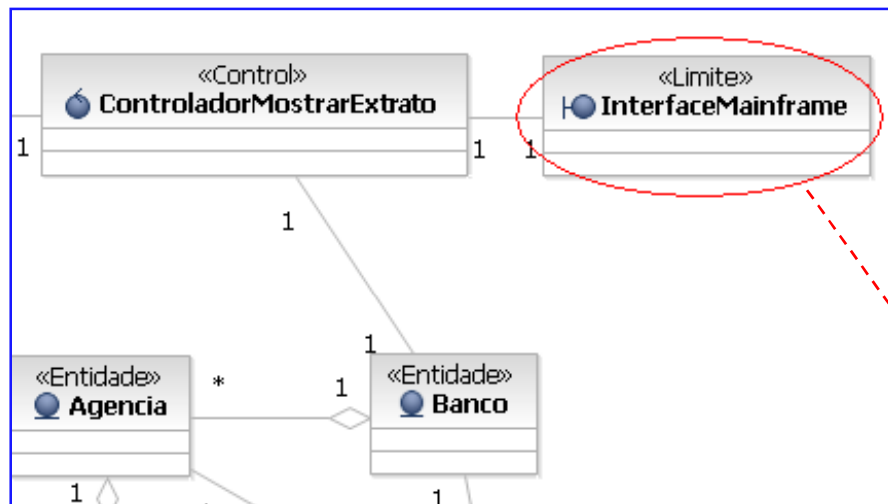 «Control»
ControladorMostrarExtrato
«Limite»
InterfaceMainframe
1
1
1
1
1
«Entidade»
Agencia
*
1
«Entidade»
Banco
1
1